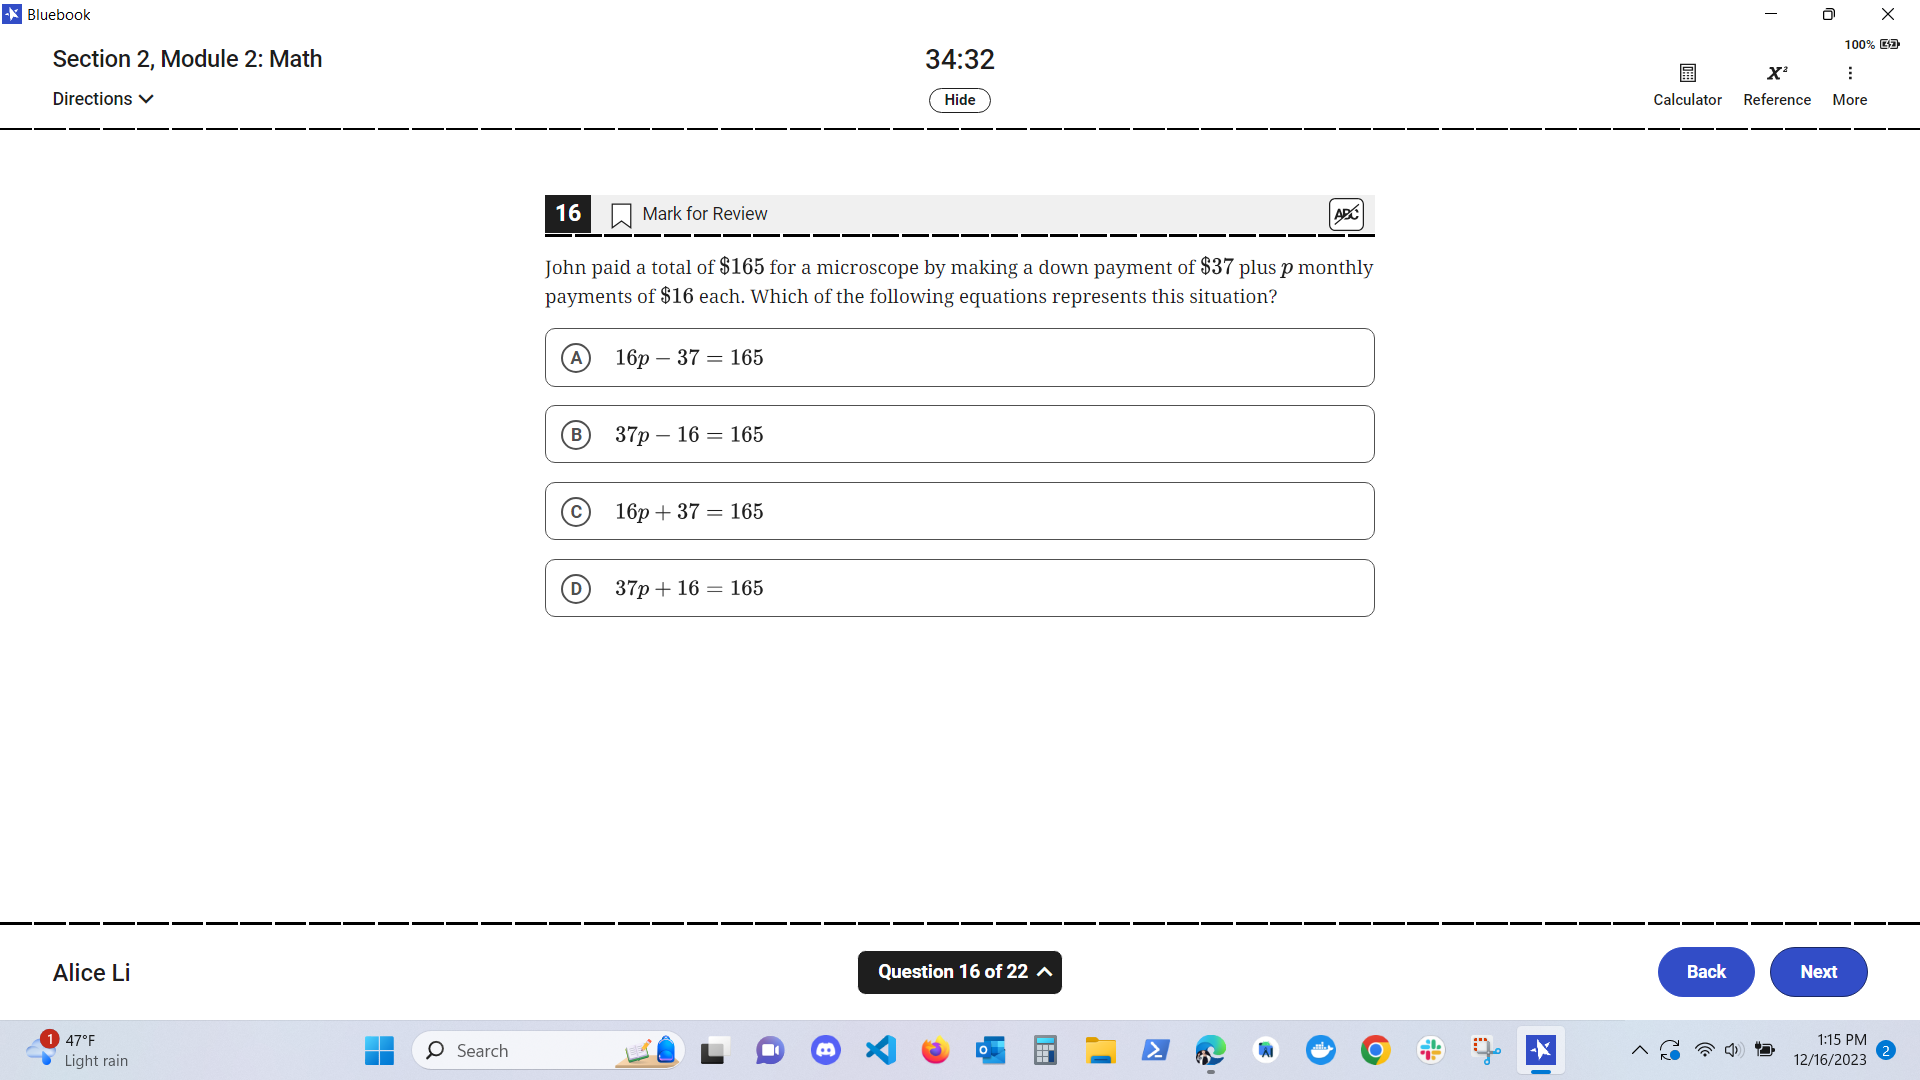 Bluebook
Section 2, Module 2: Math
34:32
100%
Directions
Hide
Calculator
Reference
More
16
Mark for Review
ABC
John paid a total of $165 for a microscope by making a down payment of $37 plus p monthly
payments of $16 each. Which of the following equations represents this situation?
A 16p − 37 = 165
B 37p − 16 = 165
C 16p + 37 = 165
D 37p + 16 = 165
Alice Li
Question 16 of 22
Back
Next
1
47°F
Light rain
Search
1:15 PM
12/16/2023
2